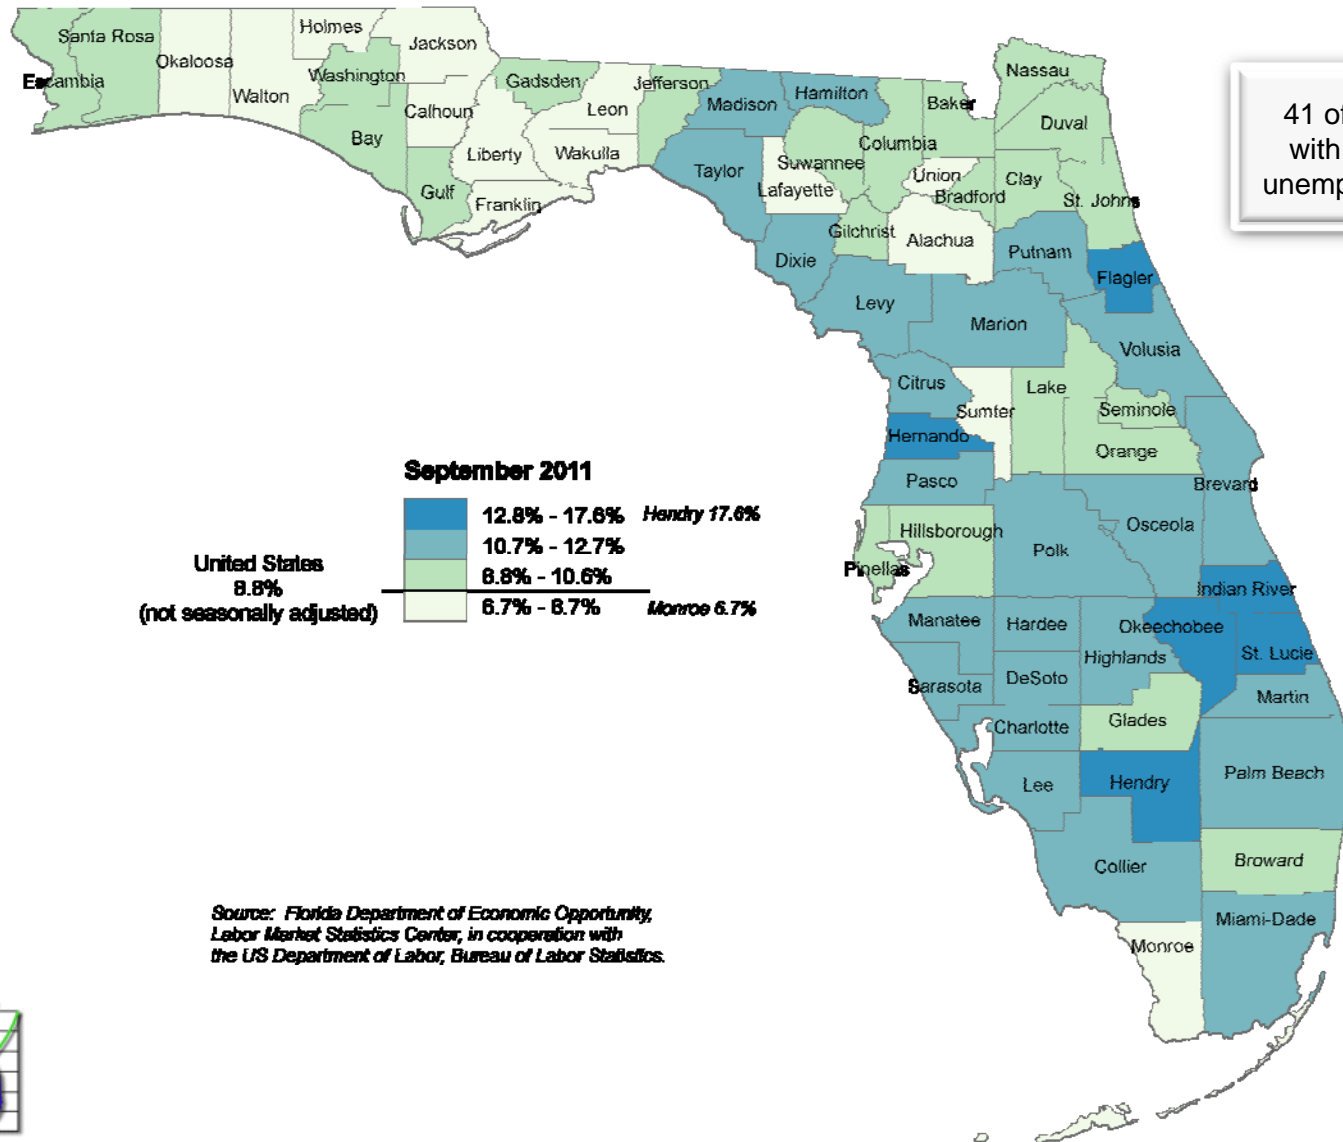 Holmes
Santa Rosa
Jackson
Okaloosa
Escambia
Washington
Walton
Gadsden
Jefferson
Calhoun
Leon
Bay
Liberty
Wakulla
Gulf
Franklin
Madison
Hamilton
Nassau
Baker
Duval
Columbia
Taylor
Suwannee
Union
Lafayette
Clay
Bradford
St. Johns
Gilchrist
Alachua
Putnam
Dixie
Flagler
Levy
Marion
Volusia
Citrus
Lake
Sumter
Seminole
Hernando
Orange
Pasco
Brevard
Hillsborough
Osceola
Polk
Pinellas
Indian River
Manatee
Hardee
Okeechobee
Highlands
St. Lucie
DeSoto
Sarasota
Martin
Glades
Charlotte
Lee
Hendry
Palm Beach
Broward
Collier
Miami-Dade
Monroe
41 of
with
unemp
September 2011
12.8% - 17.6% Hendry 17.6%
10.7% - 12.7%
8.8% - 10.6%
6.7% - 8.7% Monroe 6.7%
United States
8.8%
(not seasonally adjusted)
Source: Florida Department of Economic Opportunity,
Labor Market Statistics Center, in cooperation with
the US Department of Labor, Bureau of Labor Statistics.